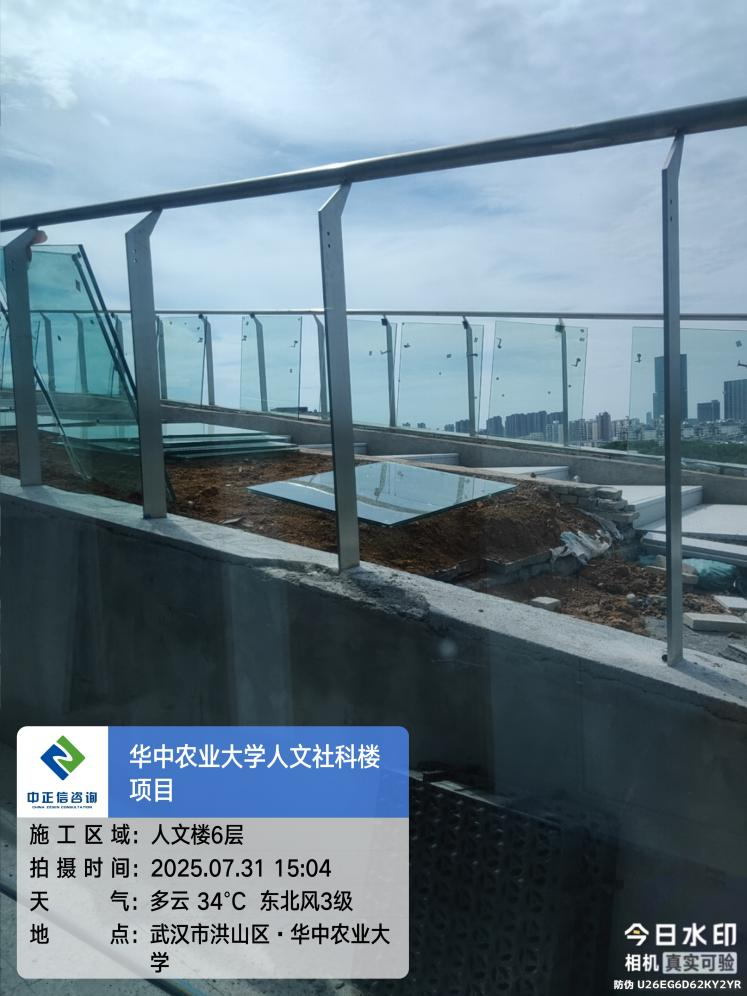 中正信咨询
CHINA ZEXIN CONSULTATION
华中农业大学人文社科楼
项目
施工区域：人文楼6层
拍摄时间：2025.07.31 15:04
天气：多云 34℃ 东北风3级
地点：武汉市洪山区·华中农业大
学
今日水印
相机 真实可验
防伪 U26EG6D62KY2YR